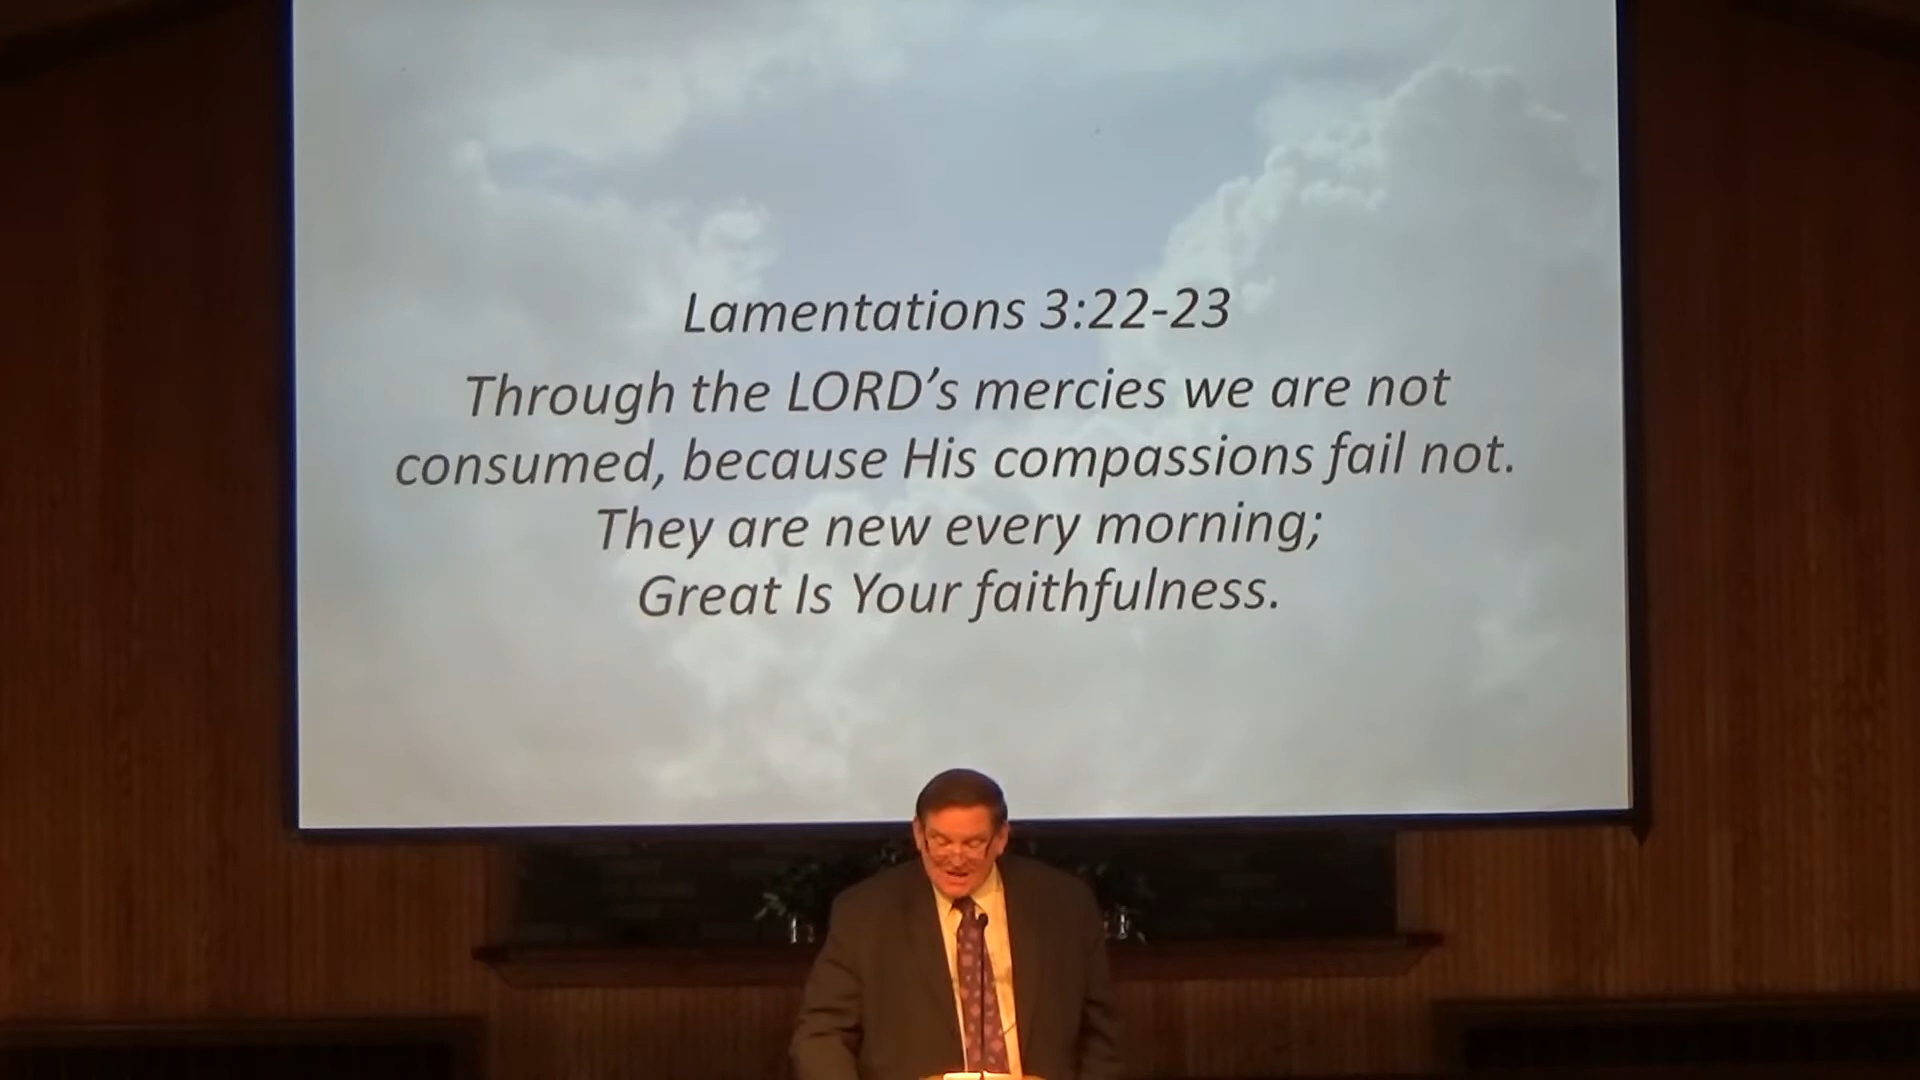 Lamentations 3:22-23
Through the LORD’s mercies we are not
consumed, because His compassions fail not.
They are new every morning;
Great Is Your faithfulness.